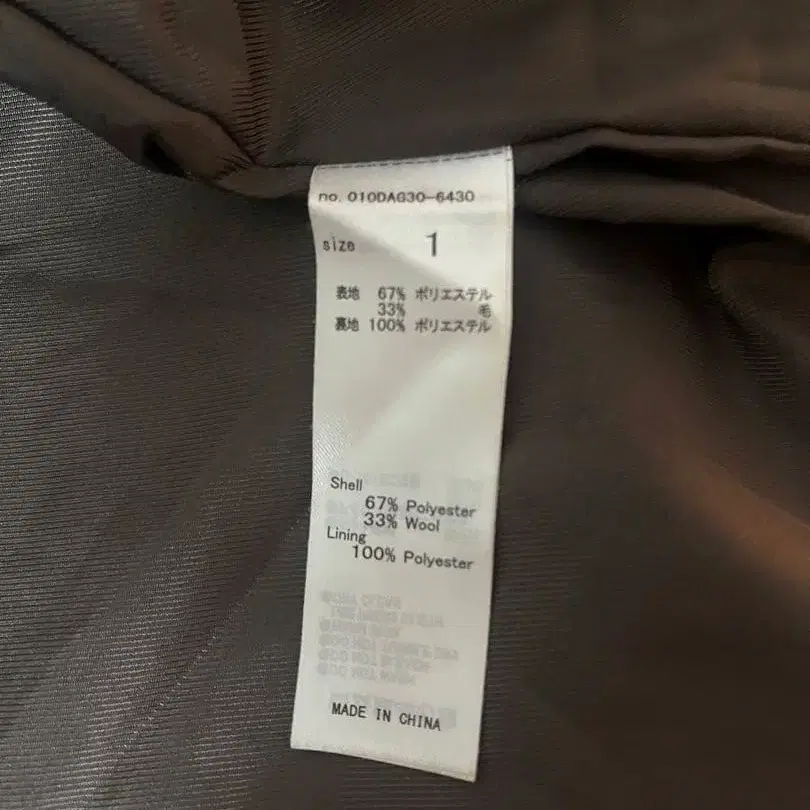 no. 010DAG30-6430
size 1
表地 67% ポリエステル
33% 毛
裏地 100% ポリエステル
Shell
67% Polyester
33% Wool
Lining
100% Polyester
MADE IN CHINA